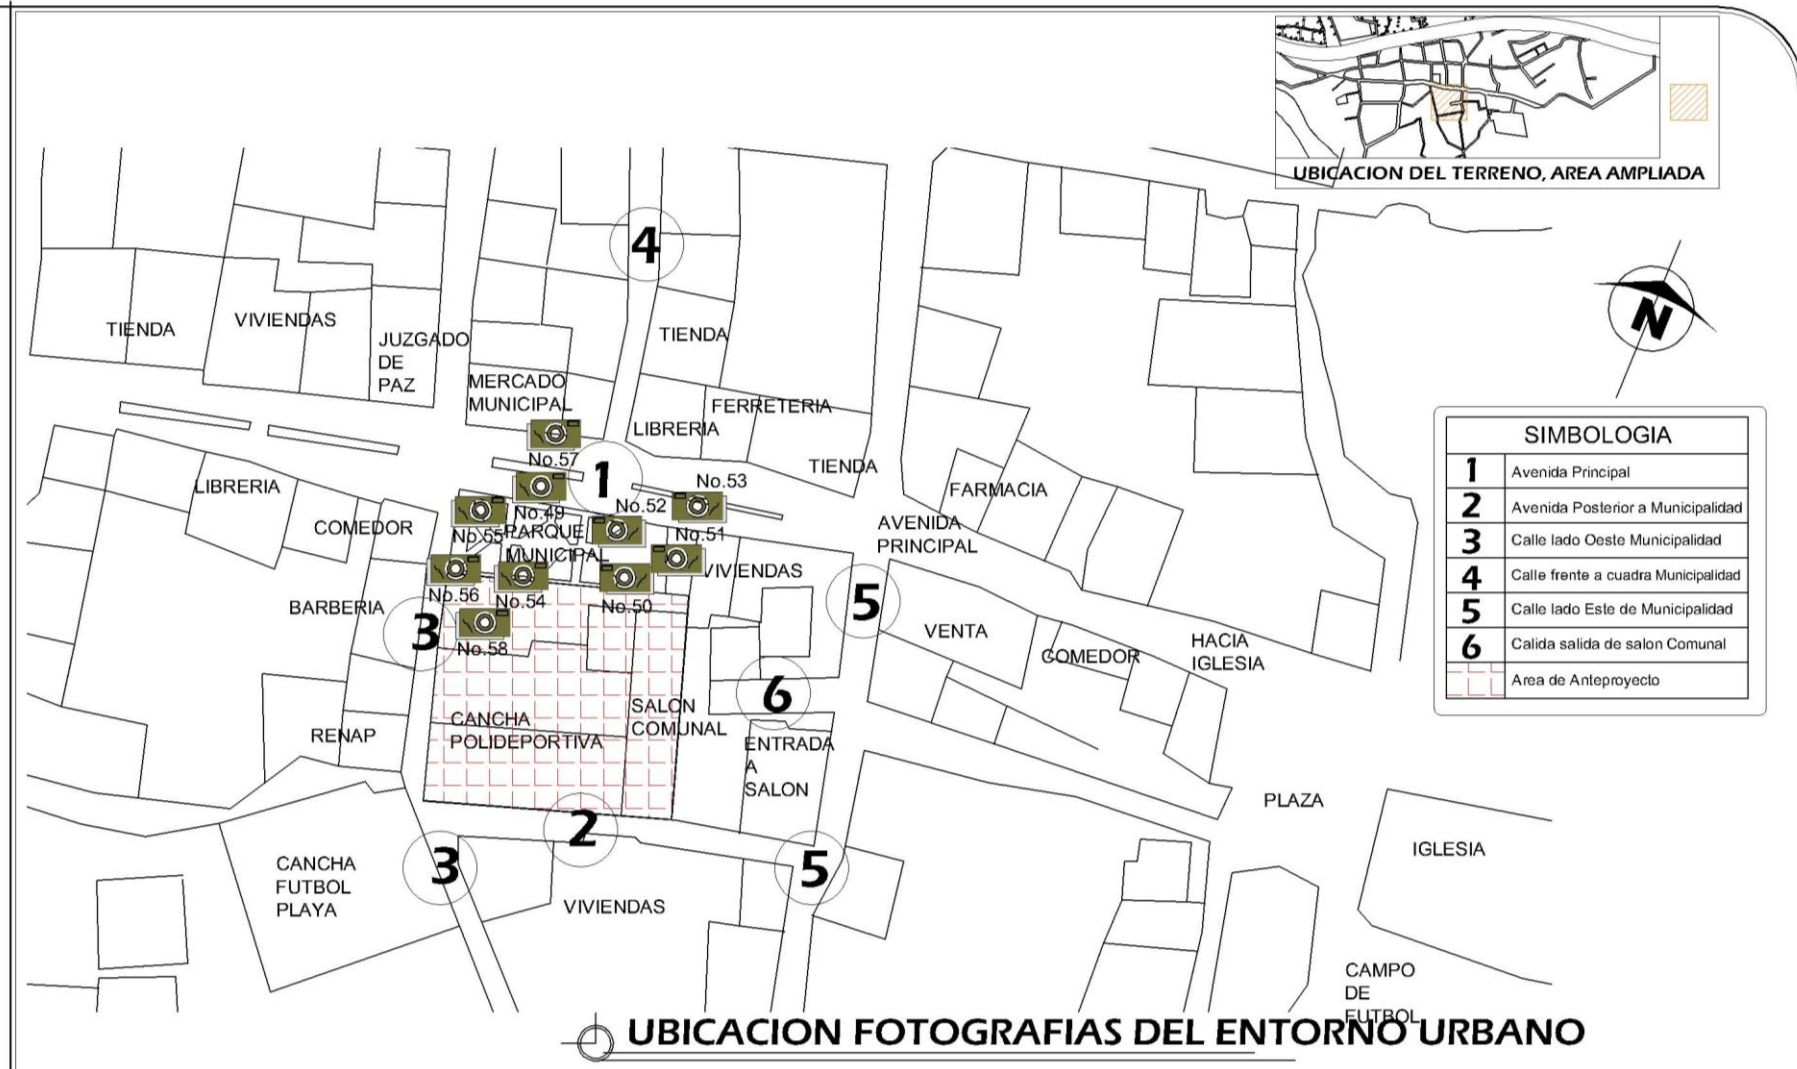 UBICACION DEL TERRENO, AREA AMPLIADA
4
N
TIENDA
VIVIENDAS
JUZGADO
DE
PAZ
TIENDA
MERCADO
MUNICIPAL
FERRETERIA
LIBRERIA
TIENDA
No.57
1
No.53
LIBRERIA
COMEDOR
No.49
No.52
No.55
PARQUE
MUNICIPAL
No.51
FARMACIA
AVENIDA
PRINCIPAL
VIVIENDAS
No.56
No.54
No.50
BARBERIA
3
No.58
5
VENTA
COMEDOR
HACIA
IGLESIA
6
SALON
COMUNAL
CANCHA
POLIDEPORTIVA
RENAP
ENTRADA
A
SALON
PLAZA
2
3
5
CANCHA
FUTBOL
PLAYA
VIVIENDAS
IGLESIA
CAMPO
DE
FUTBOL
SIMBOLOGIA
1 Avenida Principal
2 Avenida Posterior a Municipalidad
3 Calle lado Oeste Municipalidad
4 Calle frente a cuadra Municipalidad
5 Calle lado Este de Municipalidad
6 Calida salida de salon Comunal
Area de Anteproyecto
UBICACION FOTOGRAFIAS DEL ENTORNO URBANO